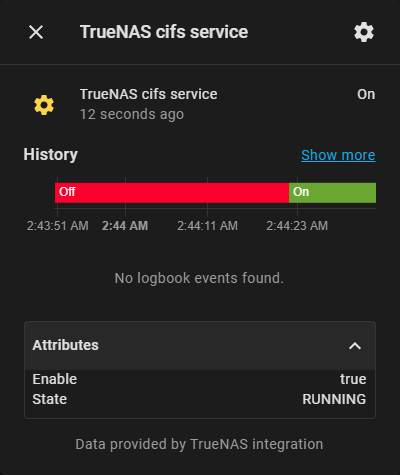 TrueNAS cifs service
TrueNAS cifs service On
12 seconds ago
History Show more
Off On
2:43:51 AM 2:44 AM 2:44:11 AM 2:44:23 AM
No logbook events found.
Attributes
Enable true
State RUNNING
Data provided by TrueNAS integration